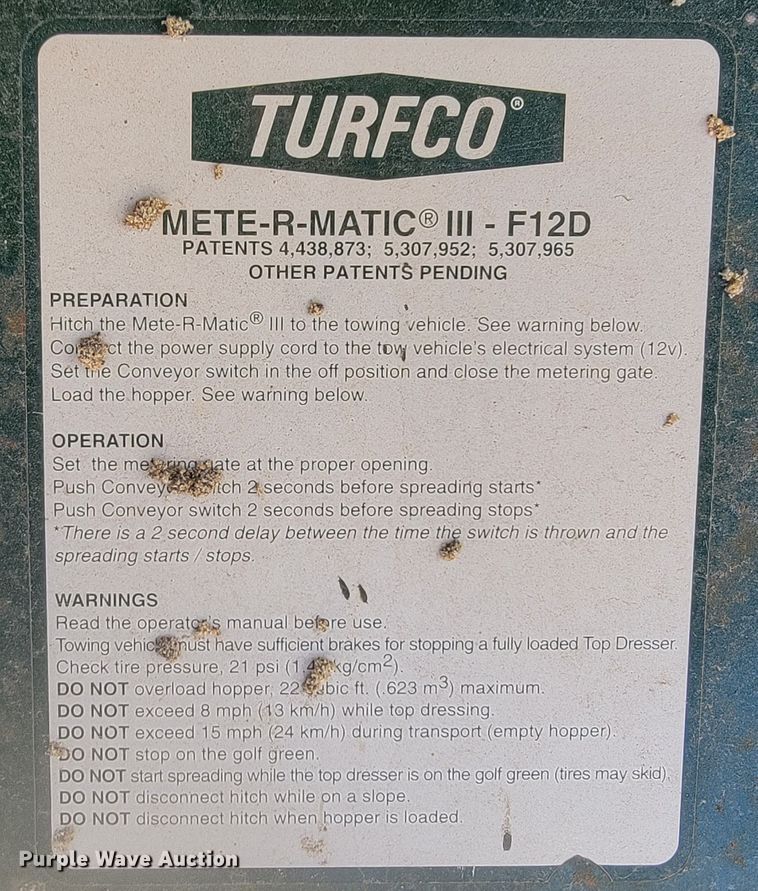 TURFCO®
METE-R-MATIC® III - F12D
PATENTS 4,438,873; 5,307,952; 5,307,965
OTHER PATENTS PENDING
PREPARATION
Hitch the Mete-R-Matic® III to the towing vehicle. See warning below.
Connect the power supply cord to the tow vehicle's electrical system (12v).
Set the Conveyor switch in the off position and close the metering gate.
Load the hopper. See warning below.
OPERATION
Set the metering gate at the proper opening.
Push Conveyor switch 2 seconds before spreading starts*
Push Conveyor switch 2 seconds before spreading stops*
*There is a 2 second delay between the time the switch is thrown and the
spreading starts / stops.
WARNINGS
Read the operator's manual before use.
Towing vehicle must have sufficient brakes for stopping a fully loaded Top Dresser.
Check tire pressure, 21 psi kg/cm²).
DO NOT overload hopper, 22 cubic ft. (.623 m³) maximum.
DO NOT exceed 8 mph (13 km/h) while top dressing.
DO NOT exceed 15 mph (24 km/h) during transport (empty hopper).
DO NOT stop on the golf green.
DO NOT start spreading while the top dresser is on the golf green (tires may skid).
DO NOT disconnect hitch while on a slope.
DO NOT disconnect hitch when hopper is loaded.
Purple Wave Auction